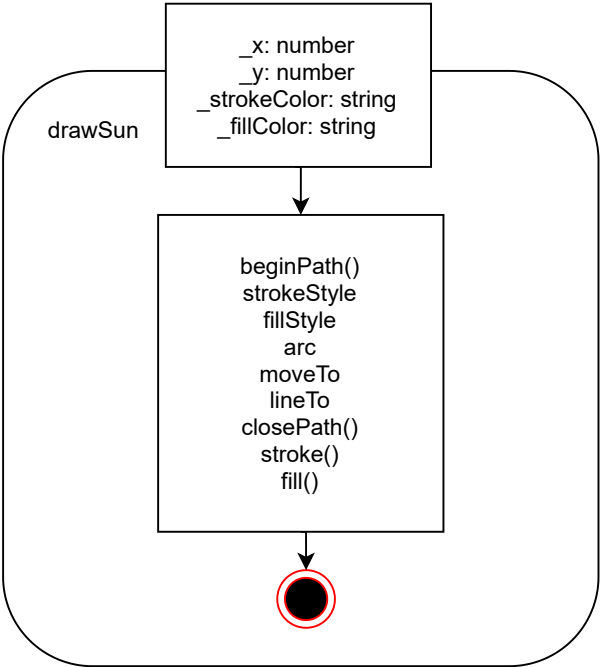 _x: number
_y: number
_strokeColor: string
_fillColor: string
drawSun
beginPath()
strokeStyle
fillStyle
arc
moveTo
lineTo
closePath()
stroke()
fill()